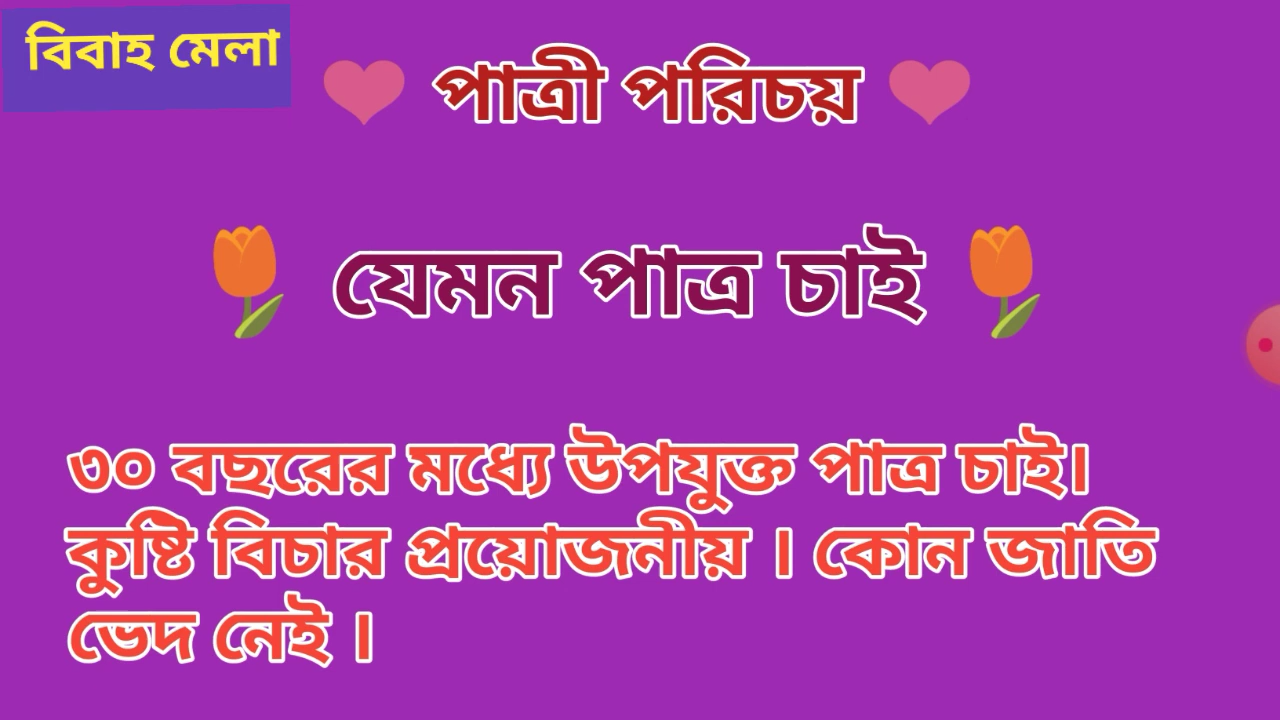 বিবাহ মেলা
পাত্রী পরিচয়
যেমন পাত্র চাই
৩০ বছরের মধ্যে উপযুক্ত পাত্র চাই।
কুষ্টি বিচার প্রয়োজনীয় । কোন জাতি
ভেদ নেই ।